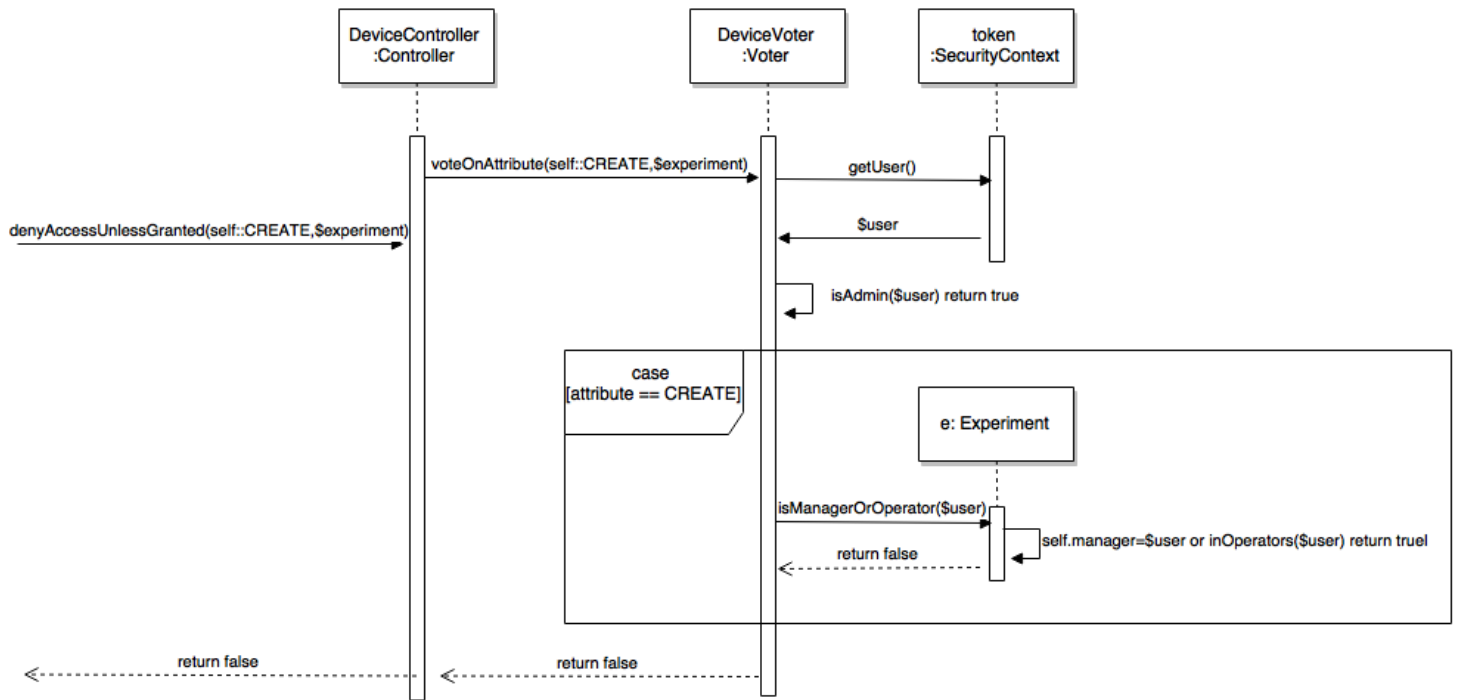 DeviceController
:Controller
DeviceVoter
:Voter
token
:SecurityContext
voteOnAttribute(self::CREATE,$experiment)
getUser()
denyAccessUnlessGranted(self::CREATE,$experiment)
$user
isAdmin($user) return true
case
[attribute == CREATE]
e: Experiment
isManagerOrOperator($user)
self.manager=$user or inOperators($user) return trueI
return false
return false
return false